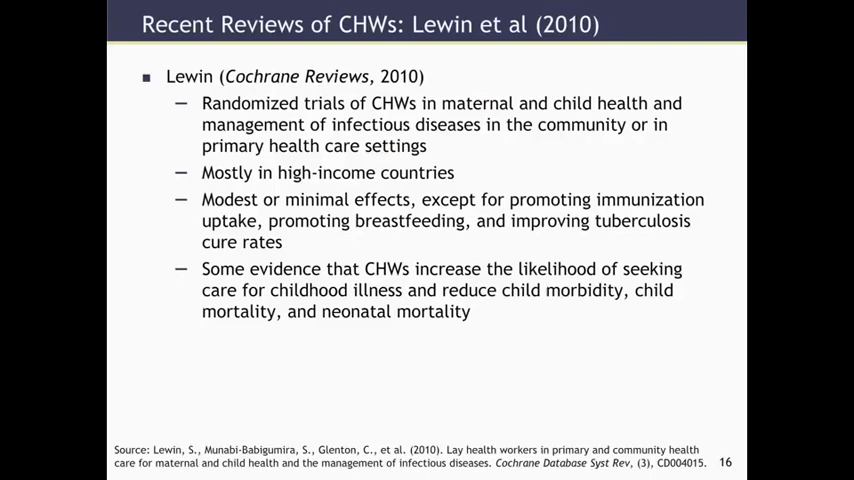 Recent Reviews of CHWs: Lewin et al (2010)
■ Lewin (Cochrane Reviews, 2010)
— Randomized trials of CHWs in maternal and child health and
management of infectious diseases in the community or in
primary health care settings
— Mostly in high-income countries
— Modest or minimal effects, except for promoting immunization
uptake, promoting breastfeeding, and improving tuberculosis
cure rates
— Some evidence that CHWs increase the likelihood of seeking
care for childhood illness and reduce child morbidity, child
mortality, and neonatal mortality
Source: Lewin, S., Munabi-Babigumira, S., Glenton, C., et al. (2010). Lay health workers in primary and community health
care for maternal and child health and the management of infectious diseases. Cochrane Database Syst Rev, (3), CD004015. 16